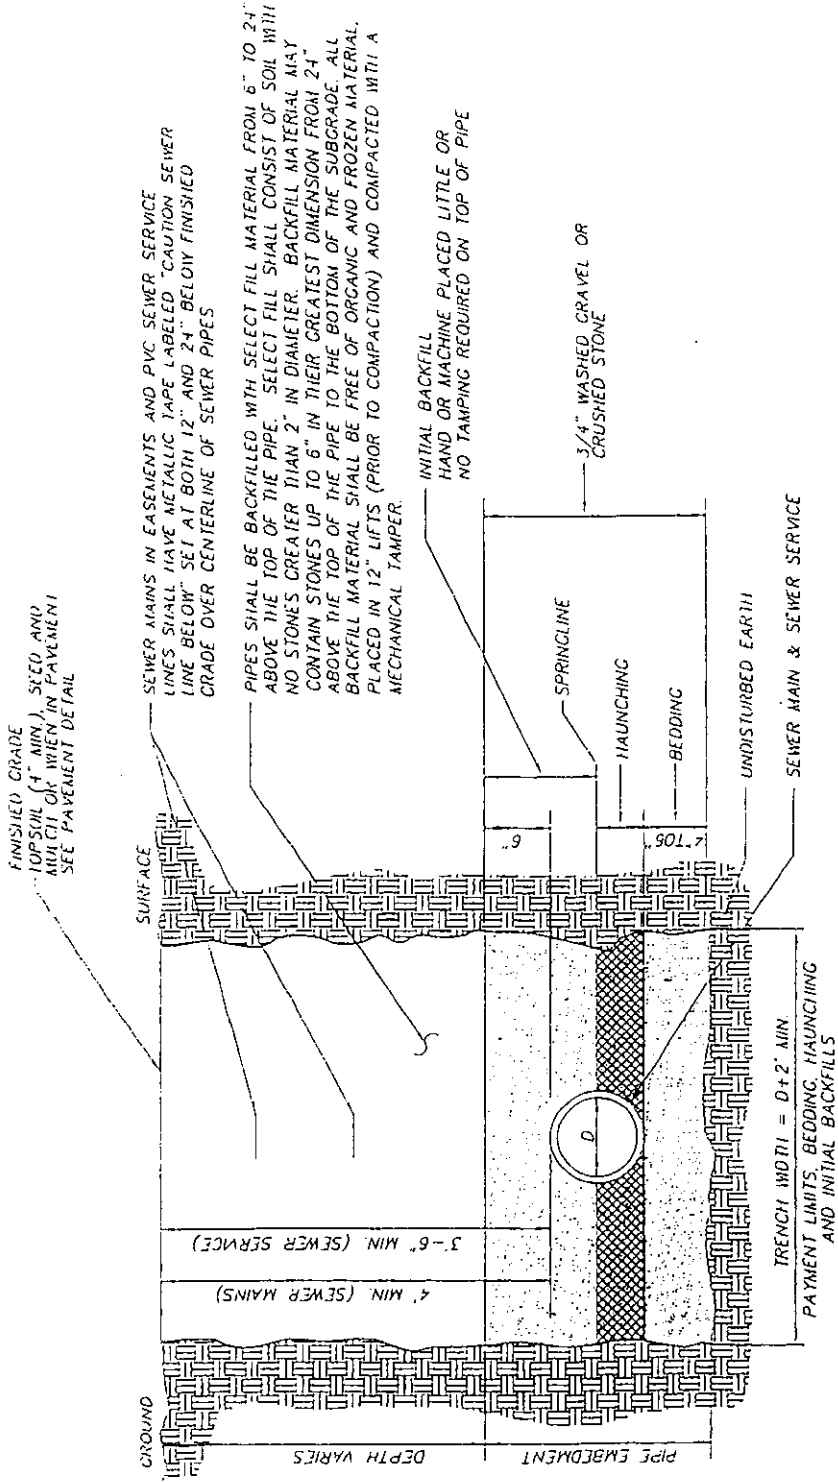 FINISHED GRADE
TOPSOIL (4" MIN.), SEED AND
MULCH OR WHEN IN PAVEMENT
SEE PAVEMENT DETAIL
GROUND
SURFACE
SEWER MAINS IN EASEMENTS AND PVC SEWER SERVICE
LINES SHALL HAVE METALLIC TAPE LABELED "CAUTION SEWER
LINE BELOW" SET AT BOTH 12" AND 24" BELOW FINISHED
GRADE OVER CENTERLINE OF SEWER PIPES
PIPES SHALL BE BACKFILLED WITH SELECT FILL MATERIAL FROM 6" TO 24"
ABOVE THE TOP OF THE PIPE. SELECT FILL SHALL CONSIST OF SOIL WITH
NO STONES GREATER THAN 2" IN DIAMETER. BACKFILL MATERIAL MAY
CONTAIN STONES UP TO 6" IN THEIR GREATEST DIMENSION FROM 24"
ABOVE THE TOP OF THE PIPE TO THE BOTTOM OF THE SUBGRADE. ALL
BACKFILL MATERIAL SHALL BE FREE OF ORGANIC AND FROZEN MATERIAL,
PLACED IN 12" LIFTS (PRIOR TO COMPACTION) AND COMPACTED WITH A
MECHANICAL TAMPER.
DEPTH VARIES
4' MIN. (SEWER MAINS)
3'-6" MIN. (SEWER SERVICE)
INITIAL BACKFILL
HAND OR MACHINE PLACED LITTLE OR
NO TAMPING REQUIRED ON TOP OF PIPE
PIPE EMBEDMENT
D
6"
SPRINGLINE
HAUNCHING
BEDDING
4"TO6"
3/4" WASHED GRAVEL OR
CRUSHED STONE
UNDISTURBED EARTH
SEWER MAIN & SEWER SERVICE
TRENCH WIDTH = D+2' MIN.
PAYMENT LIMITS, BEDDING, HAUNCHING
AND INITIAL BACKFILLS